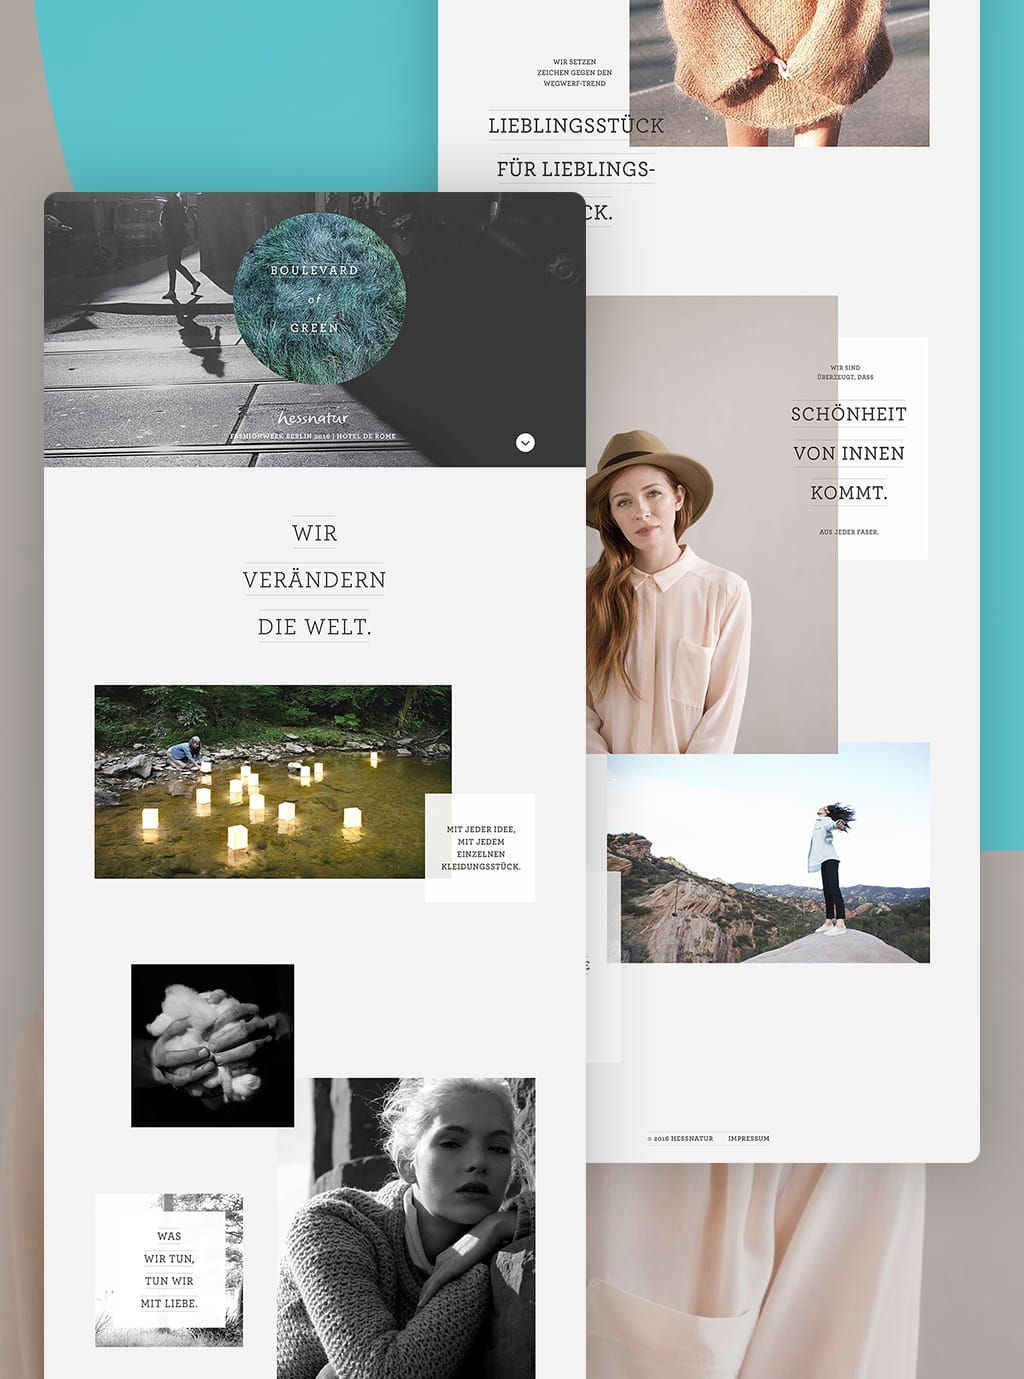 WIR SETZEN
ZEICHEN GEGEN DEN
WEGWERF-TREND
LIEBLINGSSTÜCK
FÜR LIEBLINGS-
CK.
BOULEVARD
of
GREEN
hessnatur
FASHIONWEEK BERLIN 2016 | HOTEL DE ROME
WIR
VERÄNDERN
DIE WELT.
MIT JEDER IDEE,
MIT JEDEM
EINZELNEN
KLEIDUNGSSTÜCK.
WAS
WIR TUN,
TUN WIR
MIT LIEBE.
WIR SIND
ÜBERZEUGT, DASS
SCHÖNHEIT
VON INNEN
KOMMT.
AUS JEDER FASER.
E
© 2016 HESSNATUR IMPRESSUM